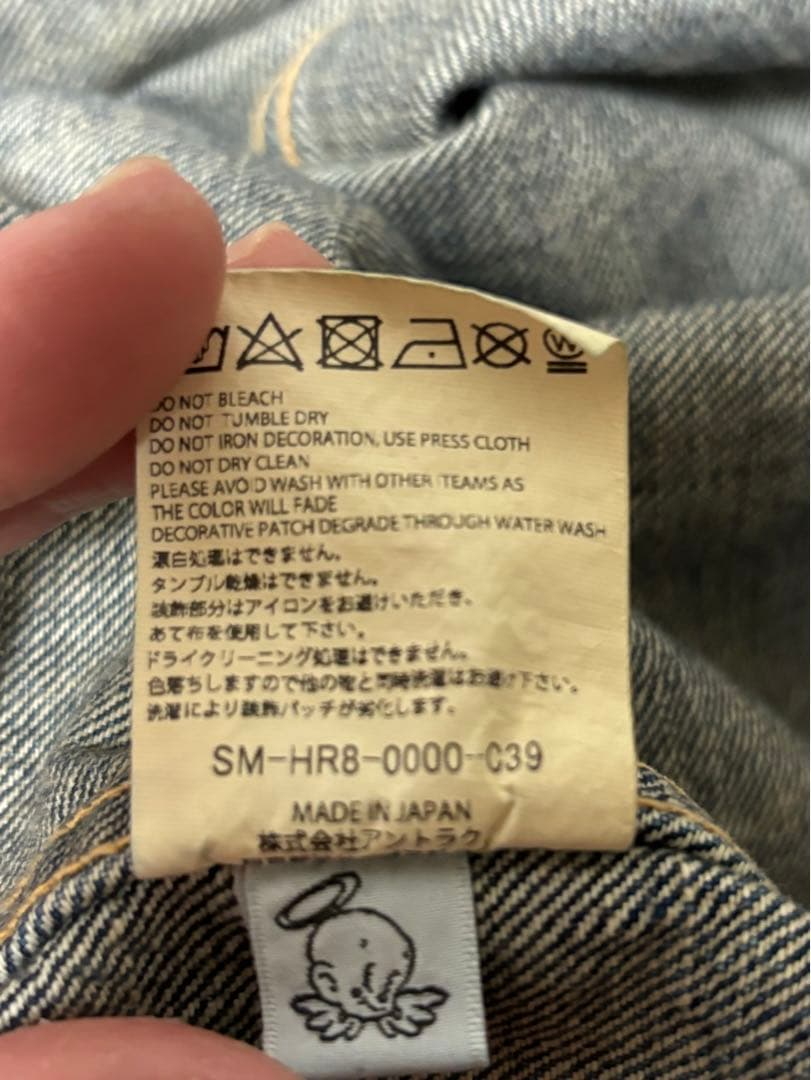 DO NOT BLEACH
DO NOT TUMBLE DRY
DO NOT IRON DECORATION, USE PRESS CLOTH
DO NOT DRY CLEAN
PLEASE AVOID WASH WITH OTHER ITEAMS AS
THE COLOR WILL FADE
DECORATIVE PATCH DEGRADE THROUGH WATER WASH
漂白処理はできません。
タンブル乾燥はできません。
装飾部分はアイロンをお避けいただき、
あて布を使用して下さい。
ドライクリーニング処理はできません。
色落ちしますので他の物と同時洗濯はお避け下さい。
洗濯により装飾パッチが劣化します。
SM-HR8-0000-C39
MADE IN JAPAN
株式会社アントラク